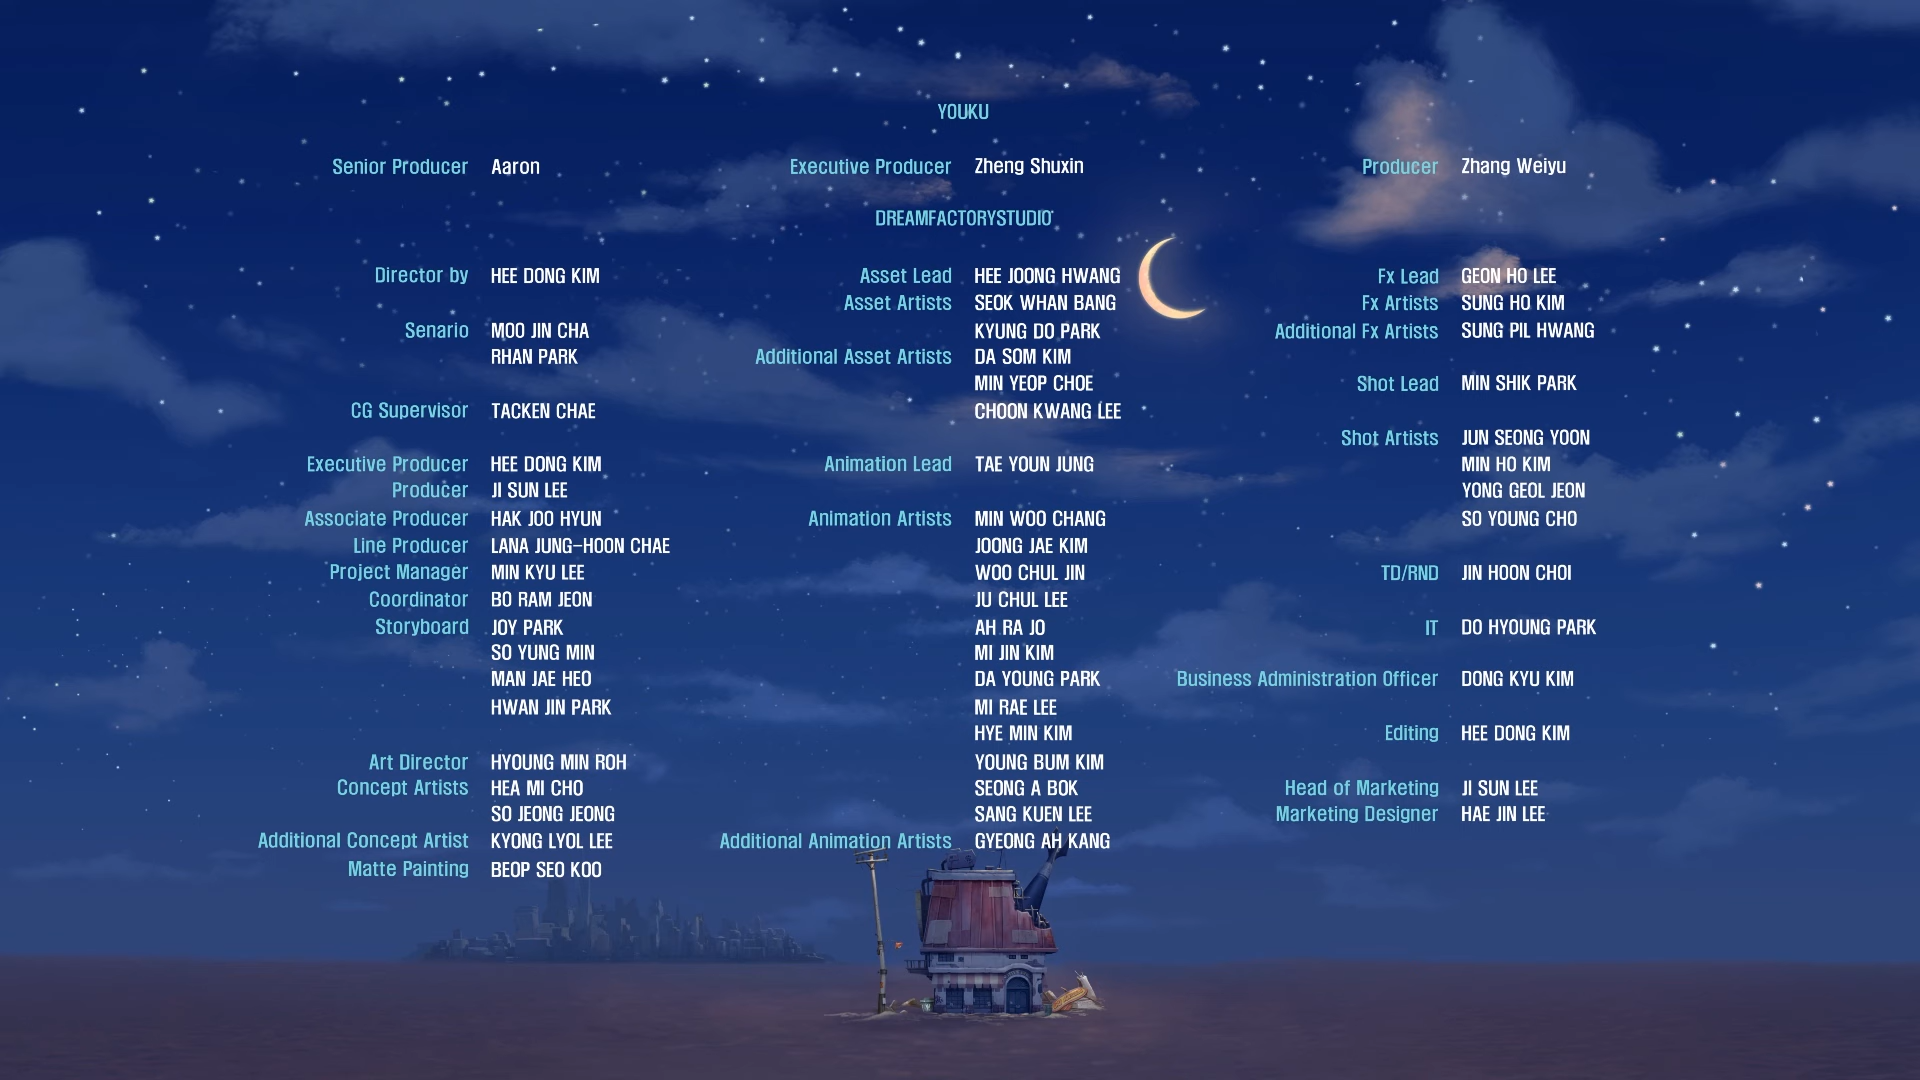 YOUKU
Senior Producer Aaron
Executive Producer Zheng Shuxin
Producer Zhang Weiyu
DREAMFACTORYSTUDIO
Director by HEE DONG KIM
Senario MOO JIN CHA
RHAN PARK
CG Supervisor TACKEN CHAE
Executive Producer HEE DONG KIM
Producer JI SUN LEE
Associate Producer HAK JOO HYUN
Line Producer LANA JUNG-HOON CHAE
Project Manager MIN KYU LEE
Coordinator BO RAM JEON
Storyboard JOY PARK
SO YUNG MIN
MAN JAE HEO
HWAN JIN PARK
Art Director HYOUNG MIN ROH
Concept Artists HEA MI CHO
SO JEONG JEONG
Additional Concept Artist KYONG LYOL LEE
Matte Painting BEOP SEO KOO
Asset Lead HEE JOONG HWANG
Asset Artists SEOK WHAN BANG
KYUNG DO PARK
Additional Asset Artists DA SOM KIM
MIN YEOP CHOE
CHOON KWANG LEE
Animation Lead TAE YOUN JUNG
Animation Artists MIN WOO CHANG
JOONG JAE KIM
WOO CHUL JIN
JU CHUL LEE
AH RA JO
MI JIN KIM
DA YOUNG PARK
MI RAE LEE
HYE MIN KIM
YOUNG BUM KIM
SEONG A BOK
SANG KUEN LEE
Additional Animation Artists GYEONG AH KANG
Fx Lead GEON HO LEE
Fx Artists SUNG HO KIM
Additional Fx Artists SUNG PIL HWANG
Shot Lead MIN SHIK PARK
Shot Artists JUN SEONG YOON
MIN HO KIM
YONG GEOL JEON
SO YOUNG CHO
TD/RND JIN HOON CHOI
IT DO HYOUNG PARK
Business Administration Officer DONG KYU KIM
Editing HEE DONG KIM
Head of Marketing JI SUN LEE
Marketing Designer HAE JIN LEE